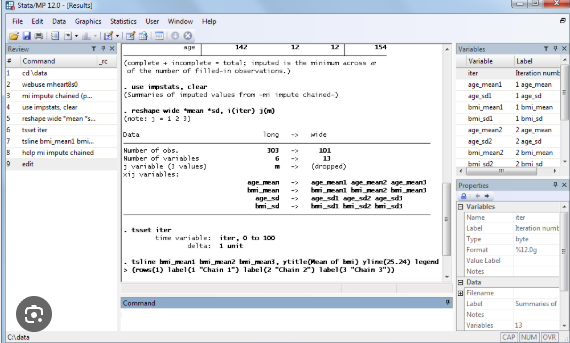 Stata/MP 12.0 - [Results]
File Edit Data Graphics Statistics User Window Help
Review
# Command _rc
1 cd \data
2 webuse mheart8s0
3 mi impute chained (p...
4 use impstats, clear
5 reshape wide *mean *s...
6 tsset iter
7 tsline bmi_mean1 bmi...
8 help mi impute chained
9 edit
age 142 12 12 154
(complete + incomplete = total; imputed is the minimum across m
of the number of filled-in observations.)
. use impstats, clear
(Summaries of imputed values from -mi impute chained-)
. reshape wide *mean *sd, i(iter) j(m)
(note: j = 1 2 3)
Data long -> wide
Number of obs. 303 -> 101
Number of variables 6 -> 13
j variable (3 values) m -> (dropped)
xij variables:
age_mean -> age_mean1 age_mean2 age_mean3
bmi_mean -> bmi_mean1 bmi_mean2 bmi_mean3
age_sd -> age_sd1 age_sd2 age_sd3
bmi_sd -> bmi_sd1 bmi_sd2 bmi_sd3
. tsset iter
time variable: iter, 0 to 100
delta: 1 unit
. tsline bmi_mean1 bmi_mean2 bmi_mean3, ytitle(Mean of bmi) yline(25.24) legend
> (rows(1) label(1 "Chain 1") label(2 "Chain 2") label(3 "Chain 3"))
Command
Variables
Variable Label
iter Iteration numb
age_mean1 1 age_mean
age_sd1 1 age_sd
bmi_mean1 1 bmi_mean
bmi_sd1 1 bmi_sd
age_mean2 2 age_mean
age_sd2 2 age_sd
bmi_mean2 2 bmi_mean
bmi_sd2 2 bmi_sd
Properties
Variables
Name iter
Label Iteration numb
Type byte
Format %12.0g
Value Label
Notes
Data
Filename
Label Summaries of
Notes
Variables 13
C:\data
CAP NUM OVR